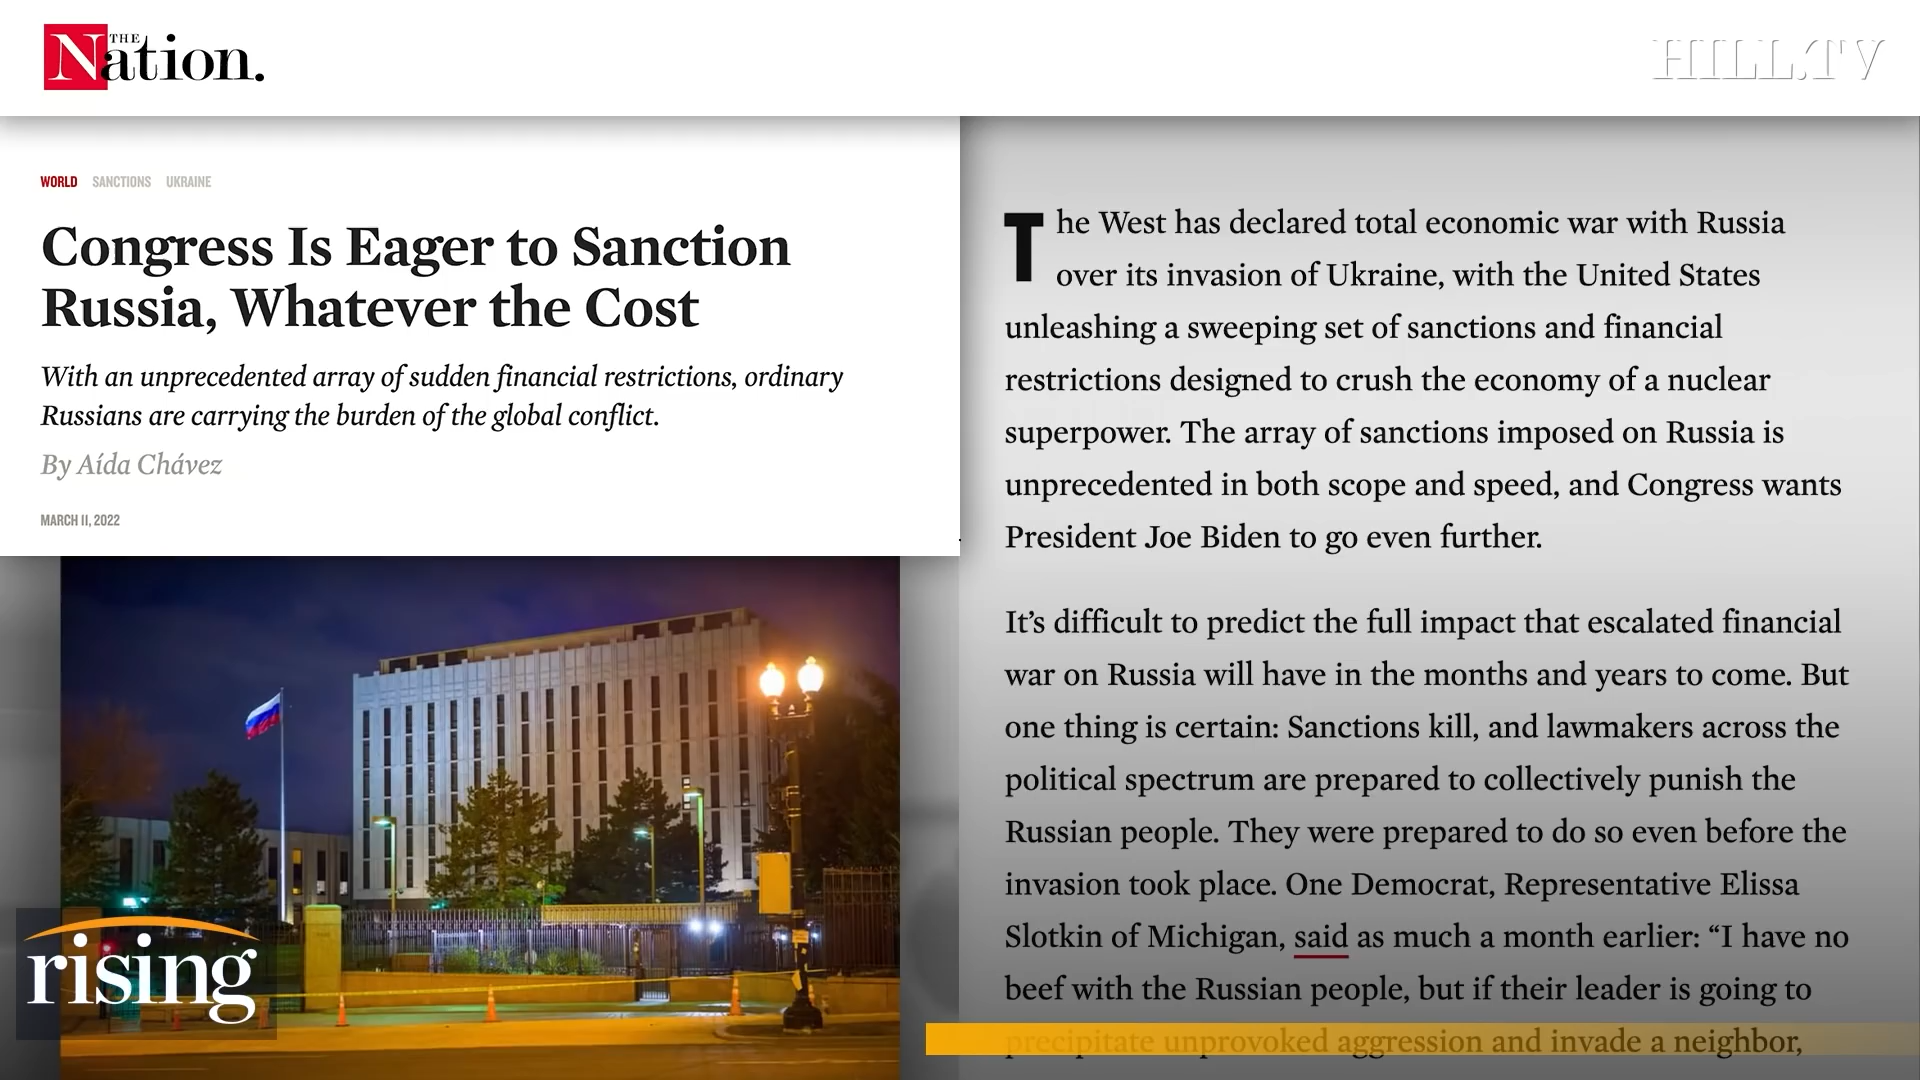 THE
Nation.
HILL.TV
WORLD SANCTIONS UKRAINE
Congress Is Eager to Sanction
Russia, Whatever the Cost
With an unprecedented array of sudden financial restrictions, ordinary
Russians are carrying the burden of the global conflict.
By Aída Chávez
MARCH 11, 2022
The West has declared total economic war with Russia
over its invasion of Ukraine, with the United States
unleashing a sweeping set of sanctions and financial
restrictions designed to crush the economy of a nuclear
superpower. The array of sanctions imposed on Russia is
unprecedented in both scope and speed, and Congress wants
President Joe Biden to go even further.
It’s difficult to predict the full impact that escalated financial
war on Russia will have in the months and years to come. But
one thing is certain: Sanctions kill, and lawmakers across the
political spectrum are prepared to collectively punish the
Russian people. They were prepared to do so even before the
invasion took place. One Democrat, Representative Elissa
Slotkin of Michigan, said as much a month earlier: “I have no
beef with the Russian people, but if their leader is going to
precipitate unprovoked aggression and invade a neighbor,
rising